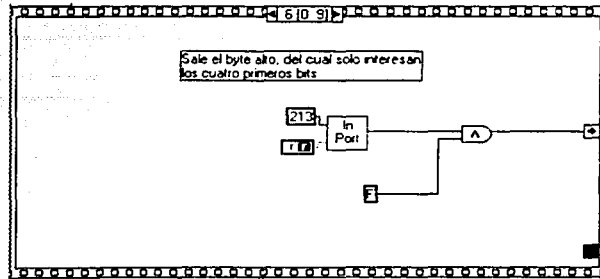 6 [0..9]
Sale el byte alto, del cual solo interesan
los cuatro primeros bits
213
In
Port
F